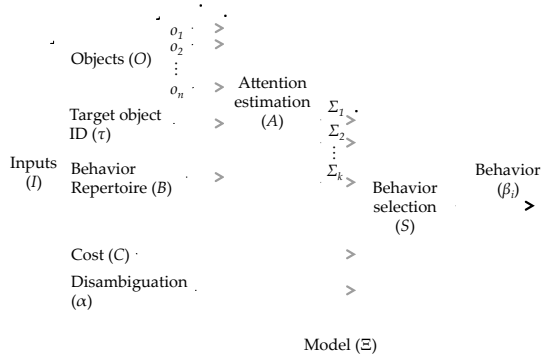 Inputs
(I)
Objects (O)
o1
o2
⋮
on
Target object
ID (τ)
Behavior
Repertoire (B)
Cost (C)
Disambiguation
(α)
Attention
estimation
(A)
Σ1
Σ2
⋮
Σk
Behavior
selection
(S)
Behavior
(βi)
Model (Ξ)